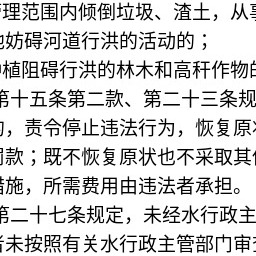 管理范围内倾倒垃圾、渣土，从事
他妨碍河道行洪的活动的；
种植阻碍行洪的林木和高秆作物的
第十五条第二款、第二十三条规
的，责令停止违法行为，恢复原状
罚款；既不恢复原状也不采取其他
措施，所需费用由违法者承担。
第二十七条规定，未经水行政主
者未按照有关水行政主管部门审查